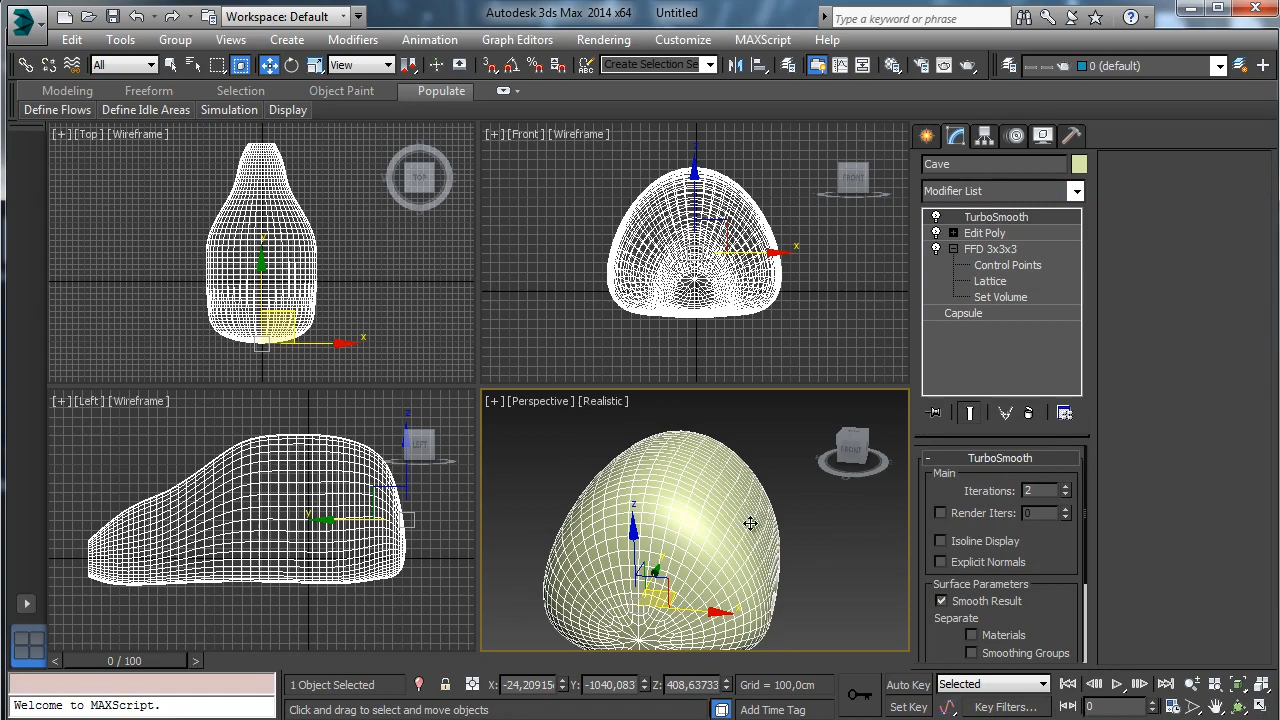 Workspace: Default
Autodesk 3ds Max 2014 x64 Untitled
Type a keyword or phrase
Edit Tools Group Views Create Modifiers Animation Graph Editors Rendering Customize MAXScript Help
All
View
Create Selection Se
0 (default)
Modeling Freeform Selection Object Paint Populate
Define Flows Define Idle Areas Simulation Display
[+] [Top] [Wireframe]
TOP
x
[+] [Front] [Wireframe]
FRONT
z
x
[+] [Left] [Wireframe]
LEFT
z
y
[+] [Perspective] [Realistic]
FRONT
z
Cave
Modifier List
TurboSmooth
Edit Poly
FFD 3x3x3
Control Points
Lattice
Set Volume
Capsule
- TurboSmooth
Main
Iterations: 2
Render Iters: 0
Isoline Display
Explicit Normals
Surface Parameters
Smooth Result
Separate
Materials
Smoothing Groups
< 0 / 100 >
Welcome to MAXScript.
1 Object Selected
X: -24,209156 Y: -1040,083 Z: 408,63733
Grid = 100,0cm
Click and drag to select and move objects
Add Time Tag
Auto Key
Selected
Set Key
Key Filters...
0